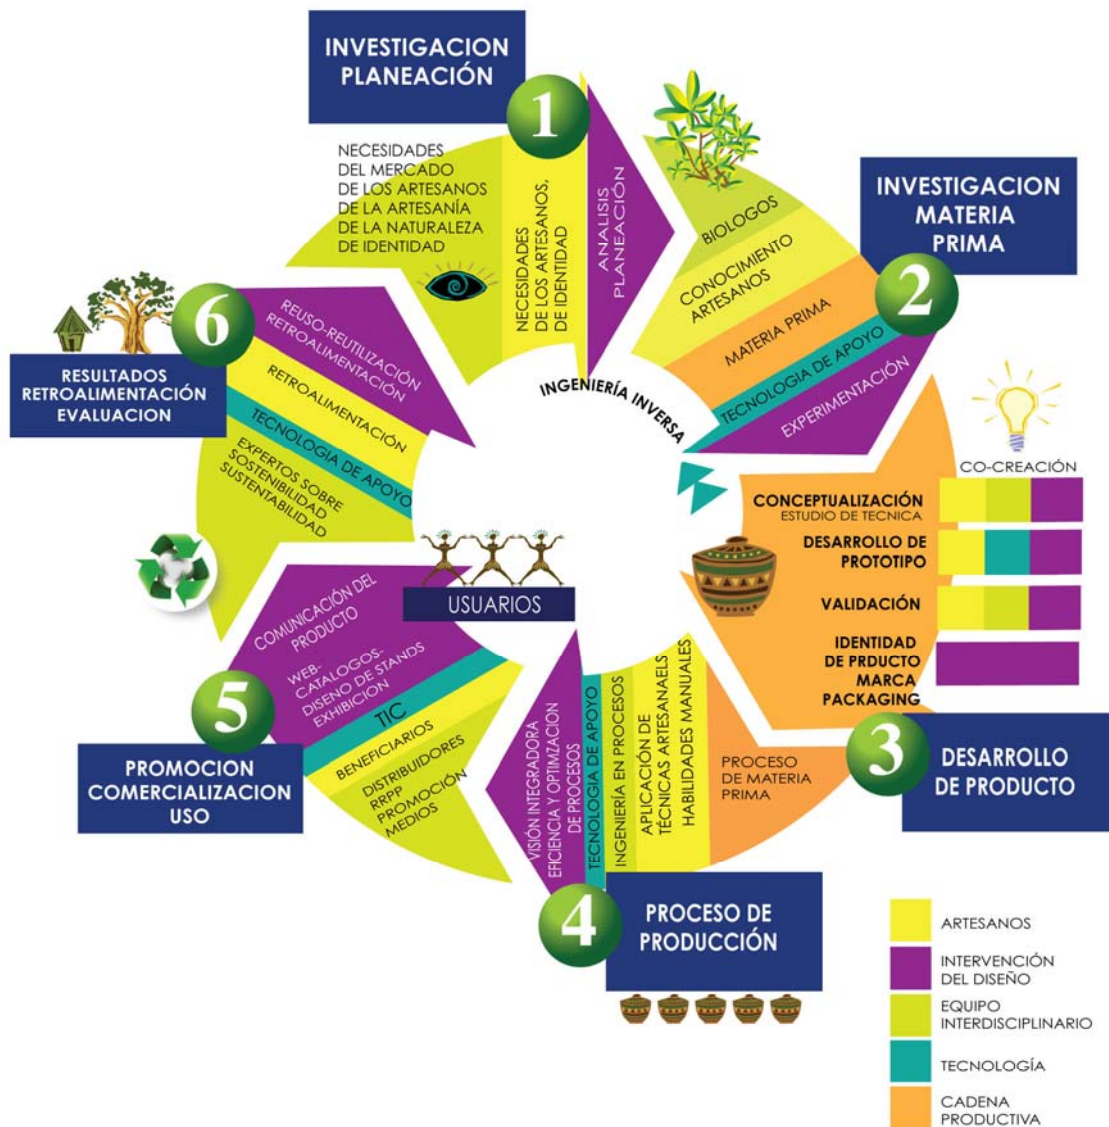 INVESTIGACION
PLANEACIÓN
1
NECESIDADES
DEL MERCADO
DE LOS ARTESANOS
DE LA ARTESANÍA
DE LA NATURALEZA
DE IDENTIDAD
NECESIDADES
DE LOS ARTESANOS,
DE IDENTIDAD
ANALISIS
PLANEACIÓN
INVESTIGACION
MATERIA
PRIMA
2
BIOLOGOS
CONOCIMIENTO
ARTESANOS
MATERIA PRIMA
TECNOLOGIA DE APOYO
EXPERIMENTACIÓN
INGENIERÍA INVERSA
CO-CREACIÓN
CONCEPTUALIZACIÓN
ESTUDIO DE TECNICA
DESARROLLO DE
PROTOTIPO
VALIDACIÓN
IDENTIDAD
DE PRDUCTO
MARCA
PACKAGING
3
DESARROLLO
DE PRODUCTO
PROCESO
DE MATERIA
PRIMA
APLICACIÓN DE
TÉCNICAS ARTESANAELS
HABILIDADES MANUALES
INGENIERÍA EN PROCESOS
TECNOLOGIA DE APOYO
VISIÓN INTEGRADORA
EFICIENCIA Y OPTIMZACION
DE PROCESOS
4
PROCESO DE
PRODUCCIÓN
USUARIOS
COMUNICACIÓN DEL
PRODUCTO
WEB-
CATALOGOS-
DISEÑO DE STANDS
EXHIBICION
TIC
BENEFICIARIOS
DISTRIBUIDORES
RRPP
PROMOCIÓN
MEDIOS
5
PROMOCION
COMERCIALIZACION
USO
6
RESULTADOS
RETROALIMENTACIÓN
EVALUACION
REUSO-REUTILIZACIÓN
RETROALIMENTACIÓN
RETROALIMENTACIÓN
TECNOLOGIA DE APOYO
EXPERTOS SOBRE
SOSTENIBILIDAD
SUSTENTABILIDAD
ARTESANOS
INTERVENCIÓN
DEL DISEÑO
EQUIPO
INTERDISCIPLINARIO
TECNOLOGÍA
CADENA
PRODUCTIVA